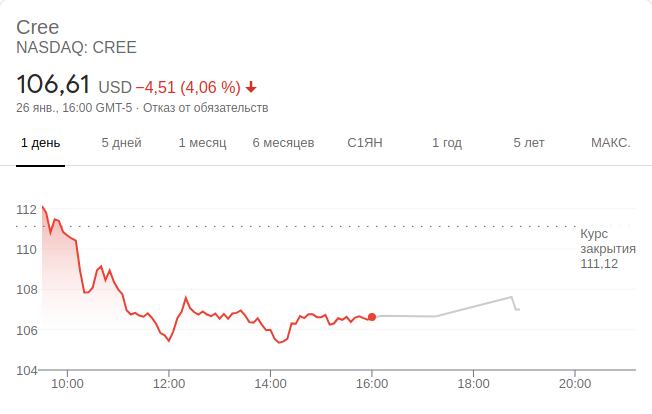 Cree
NASDAQ: CREE
106,61 USD −4,51 (4,06 %)
26 янв., 16:00 GMT-5 · Отказ от обязательств
1 день 5 дней 1 месяц 6 месяцев С1ЯН 1 год 5 лет МАКС.
112
Курс
закрытия
111,12
110
108
106
104
10:00 12:00 14:00 16:00 18:00 20:00